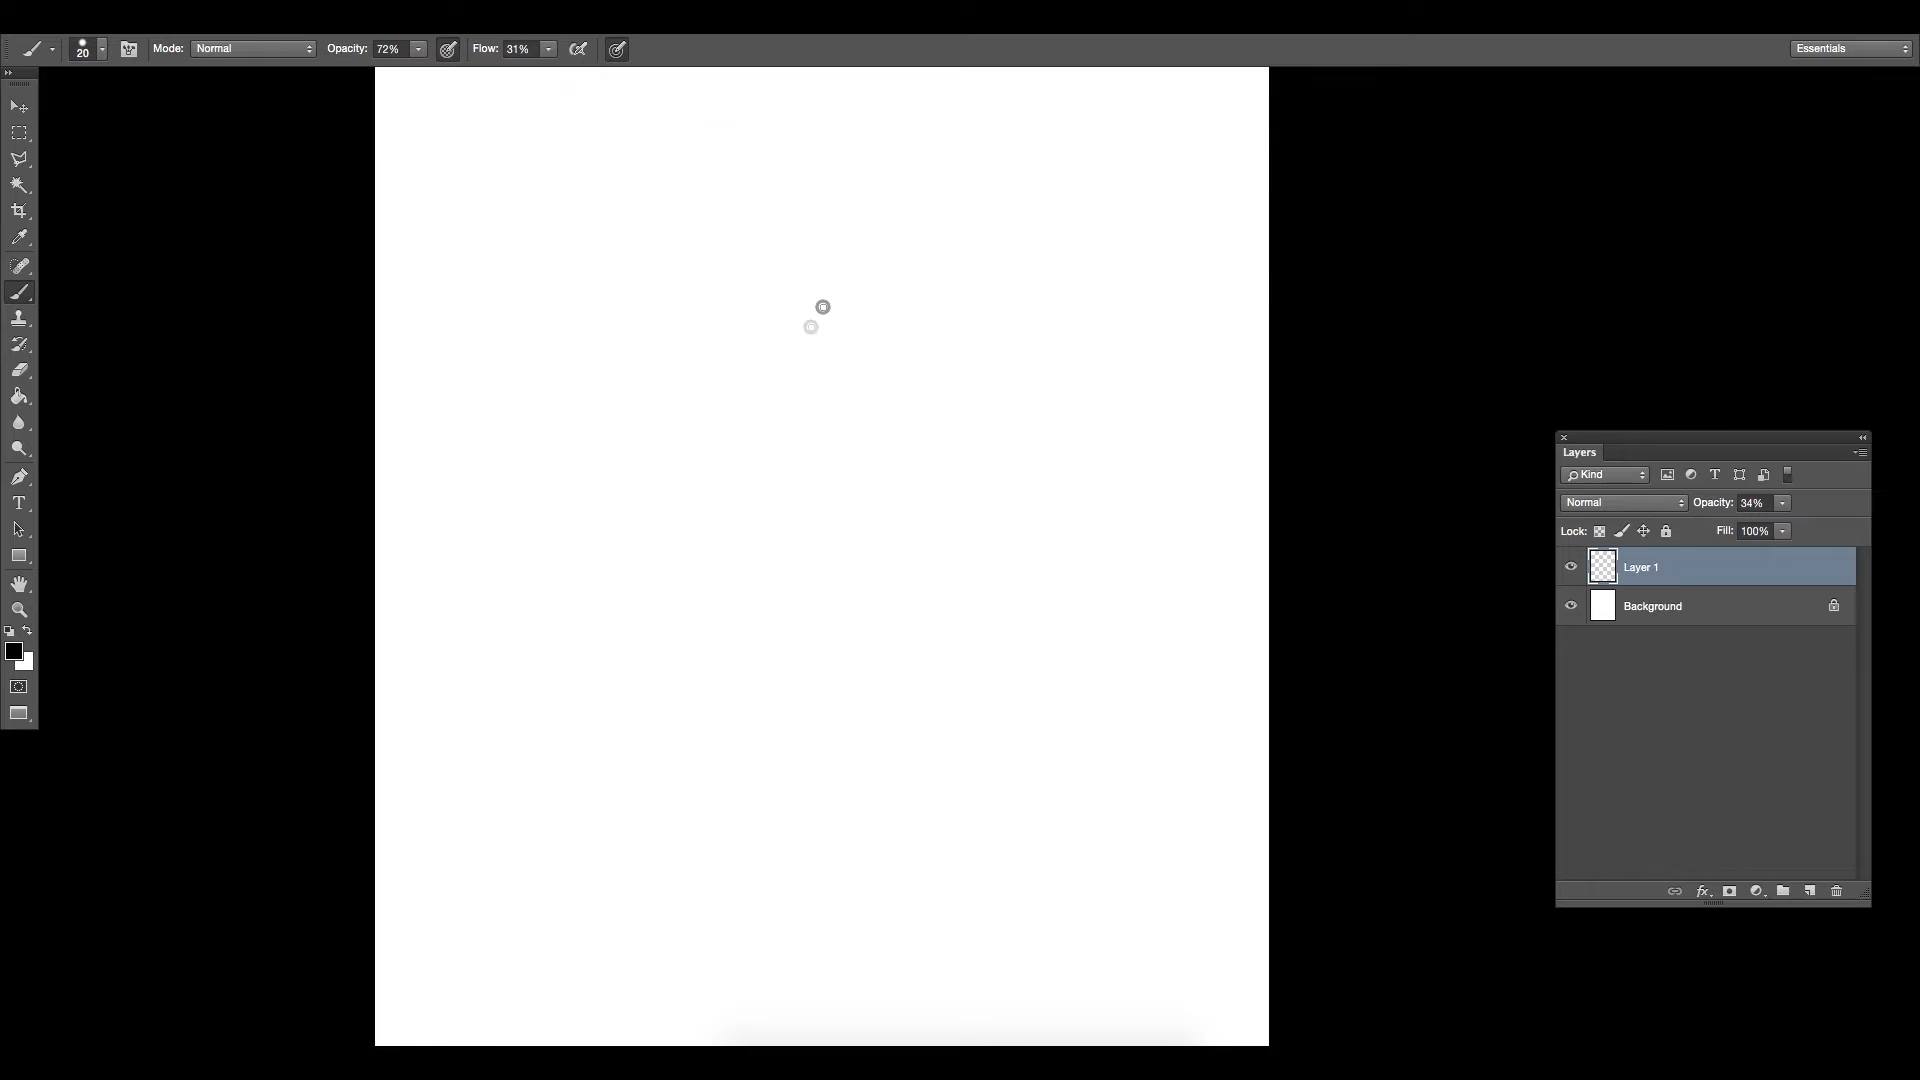 20 Mode: Normal Opacity: 72% Flow: 31% Essentials
Layers
Kind
Normal Opacity: 34%
Lock: Fill: 100%
Layer 1
Background
fx